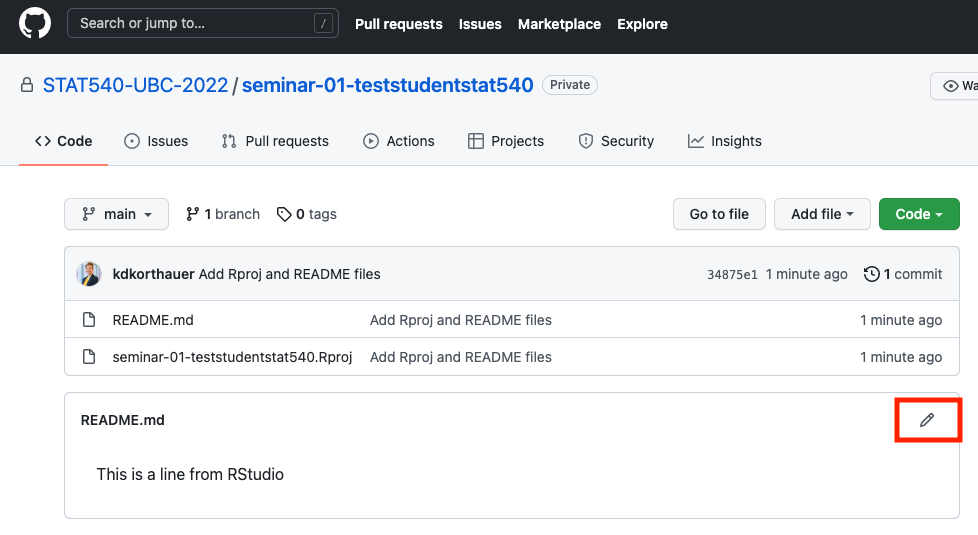 Search or jump to… / Pull requests Issues Marketplace Explore
STAT540-UBC-2022 / seminar-01-teststudentstat540 Private Wa
Code Issues Pull requests Actions Projects Security Insights
main 1 branch 0 tags Go to file Add file Code
kdkorthauer Add Rproj and README files 34875e1 1 minute ago 1 commit
README.md Add Rproj and README files 1 minute ago
seminar-01-teststudentstat540.Rproj Add Rproj and README files 1 minute ago
README.md
This is a line from RStudio